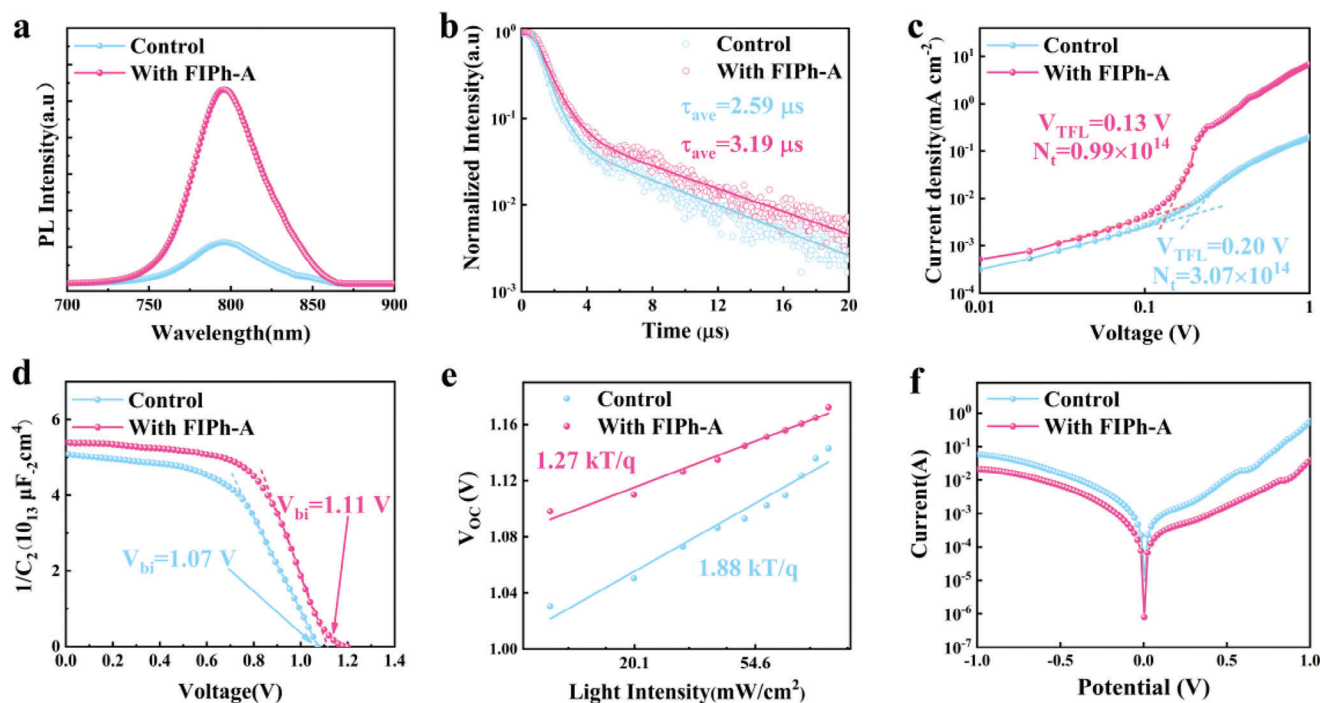 a
Control
With FIPh-A
PL Intensity(a.u)
700
750
800
850
900
Wavelength(nm)
b
Control
With FIPh-A
τave=2.59 μs
τave=3.19 μs
Normalized Intensity(a.u)
10⁰
10⁻¹
10⁻²
10⁻³
0
4
8
12
16
20
Time (μs)
c
Control
With FIPh-A
VTFL=0.13 V
Nt=0.99×10¹⁴
VTFL=0.20 V
Nt=3.07×10¹⁴
Current density(mA cm⁻²)
10¹
10⁰
10⁻¹
10⁻²
10⁻³
10⁻⁴
0.01
0.1
1
Voltage (V)
d
Control
With FIPh-A
Vbi=1.11 V
Vbi=1.07 V
1/C₂ (10₁₃ μF₋₂cm⁴)
6
4
2
0
0.0
0.2
0.4
0.6
0.8
1.0
1.2
1.4
Voltage(V)
e
Control
With FIPh-A
1.27 kT/q
1.88 kT/q
VOC (V)
1.16
1.12
1.08
1.04
1.00
20.1
54.6
Light Intensity(mW/cm²)
f
Control
With FIPh-A
Current(A)
10⁰
10⁻¹
10⁻²
10⁻³
10⁻⁴
10⁻⁵
10⁻⁶
10⁻⁷
-1.0
-0.5
0.0
0.5
1.0
Potential (V)